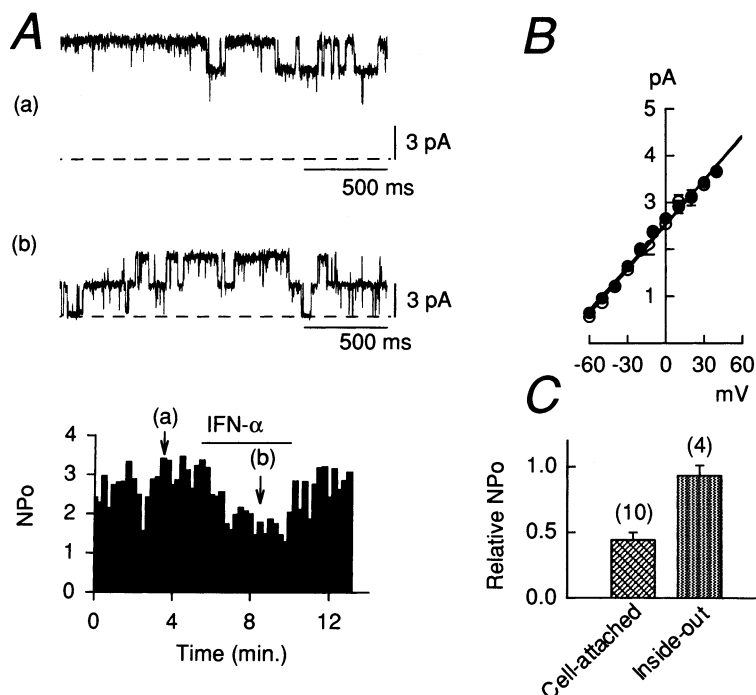 A
(a)
3 pA
500 ms
(b)
3 pA
500 ms
(a)
IFN-α
(b)
4
3
2
1
0
NPo
0 4 8 12
Time (min.)
B
pA
5
4
3
2
1
-60 -30 0 30 60
mV
C
(4)
(10)
1.0
0.5
0.0
Relative NPo
Cell-attached
Inside-out